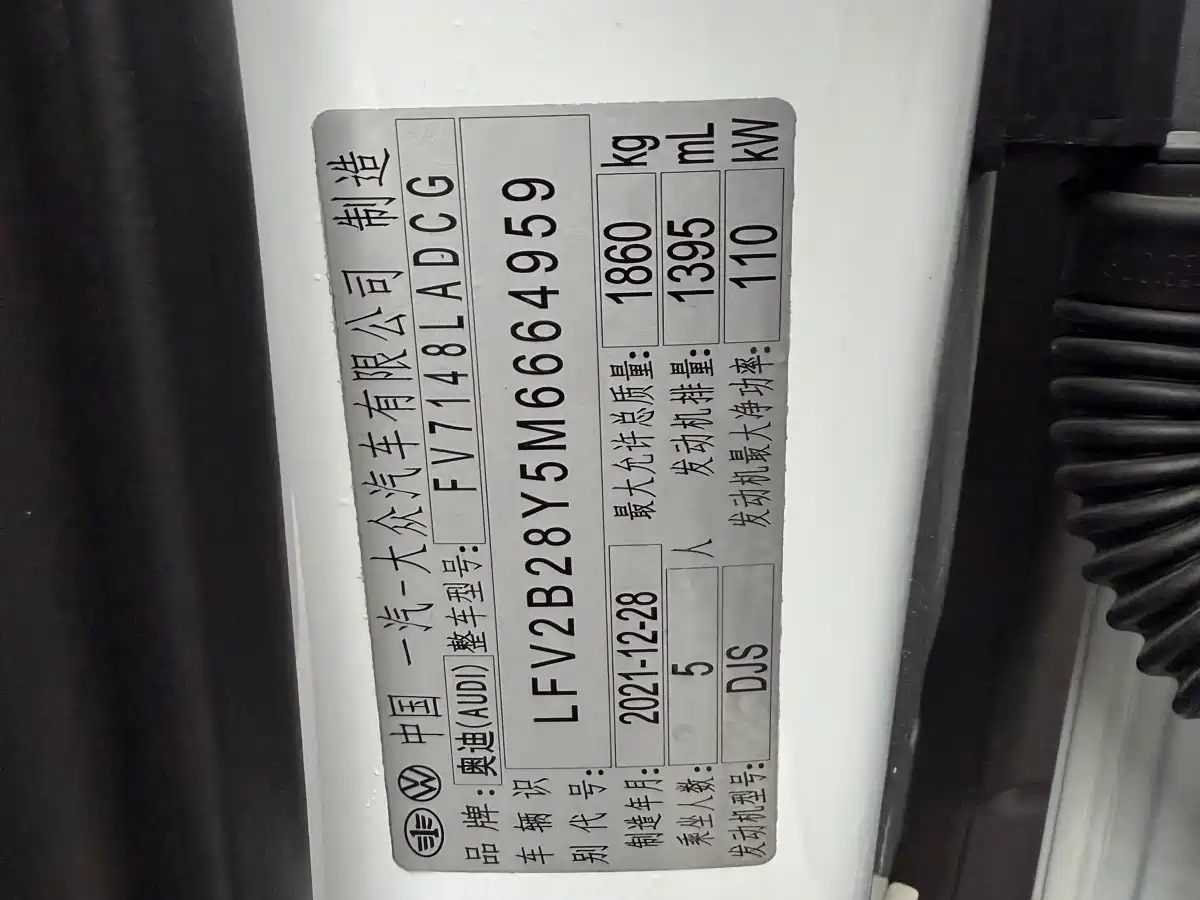 中国 一汽-大众汽车有限公司 制造
品牌: 奥迪(AUDI) 整车型号: FV7148LADCG
车辆识别代号: LFV2B28Y5M6664959
制造年月: 2021-12-28 最大允许总质量: 1860 kg
乘坐人数: 5 人 发动机排量: 1395 mL
发动机型号: DJS 发动机最大净功率: 110 kW